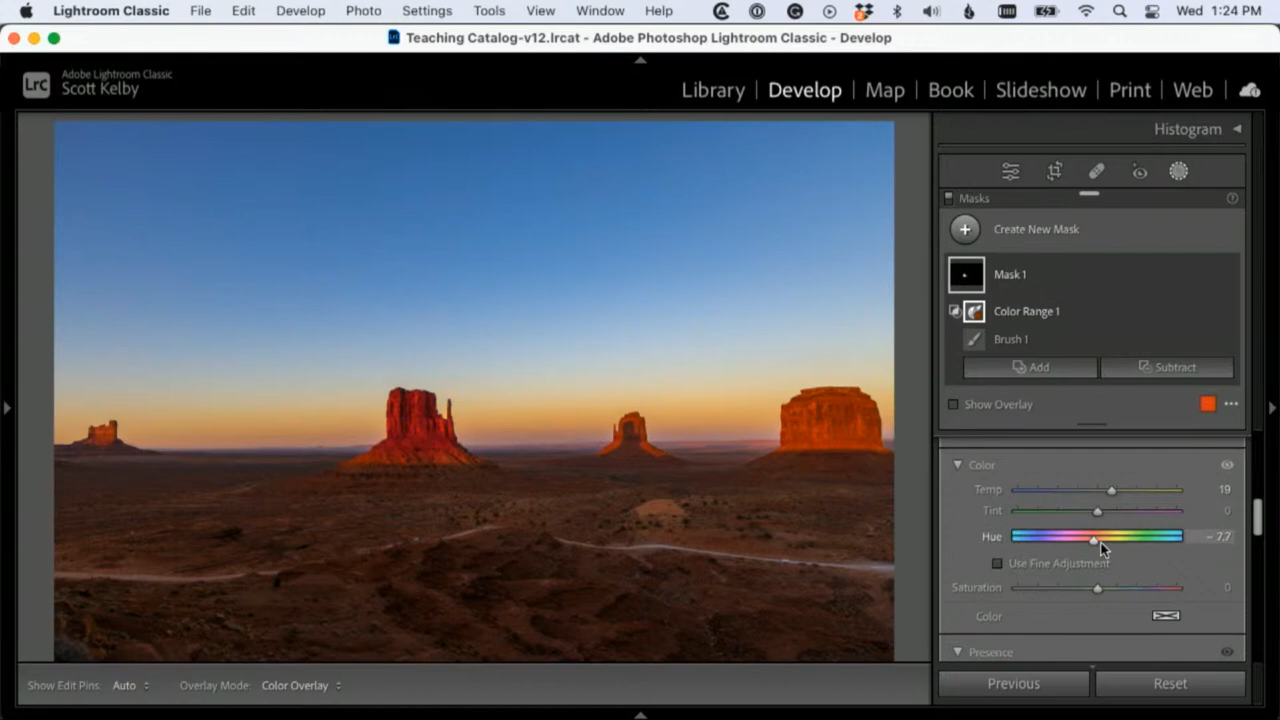 Lightroom Classic File Edit Develop Photo Settings Tools View Window Help Wed 1:24 PM
Teaching Catalog-v12.lrcat - Adobe Photoshop Lightroom Classic - Develop
Lrc Adobe Lightroom Classic
Scott Kelby
Library | Develop | Map | Book | Slideshow | Print | Web
Histogram
Masks
Create New Mask
Mask 1
Color Range 1
Brush 1
Add Subtract
Show Overlay
Color
Temp 19
Tint 0
Hue - 7.7
Use Fine Adjustment
Saturation 0
Color
Presence
Show Edit Pins: Auto Overlay Mode: Color Overlay
Previous Reset